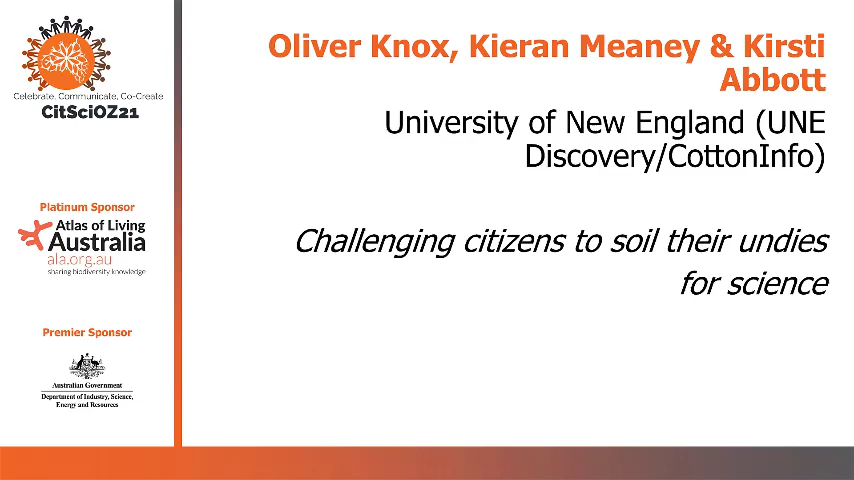 Celebrate, Communicate, Co-Create
CitSciOZ21
Platinum Sponsor
Atlas of Living
Australia
ala.org.au
sharing biodiversity knowledge
Premier Sponsor
Australian Government
Department of Industry, Science,
Energy and Resources
Oliver Knox, Kieran Meaney & Kirsti
Abbott
University of New England (UNE
Discovery/CottonInfo)
Challenging citizens to soil their undies
for science